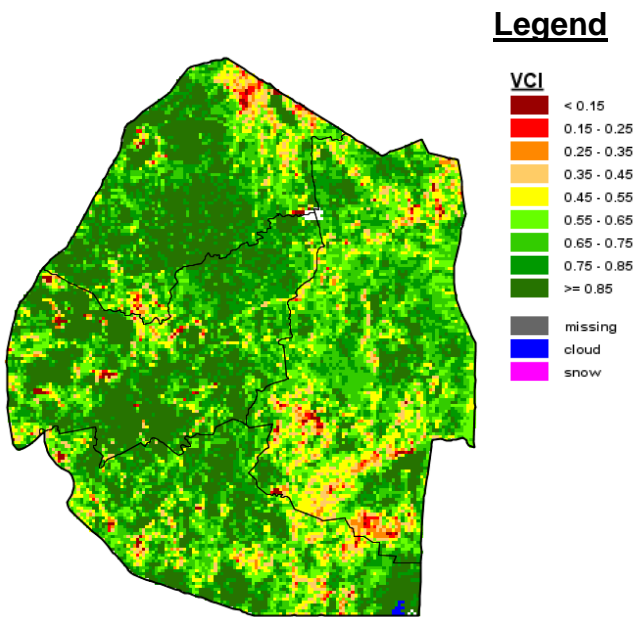 Legend
VCI
< 0.15
0.15 - 0.25
0.25 - 0.35
0.35 - 0.45
0.45 - 0.55
0.55 - 0.65
0.65 - 0.75
0.75 - 0.85
>= 0.85
missing
cloud
snow